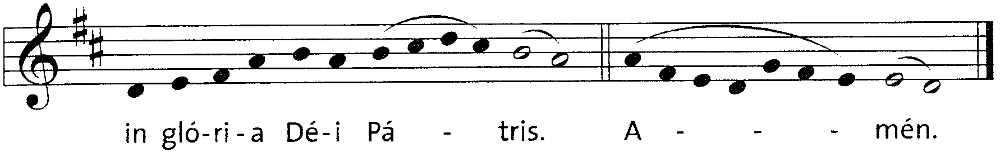 in gló-ri-a Dé-i Pá - tris. A - - - mén.